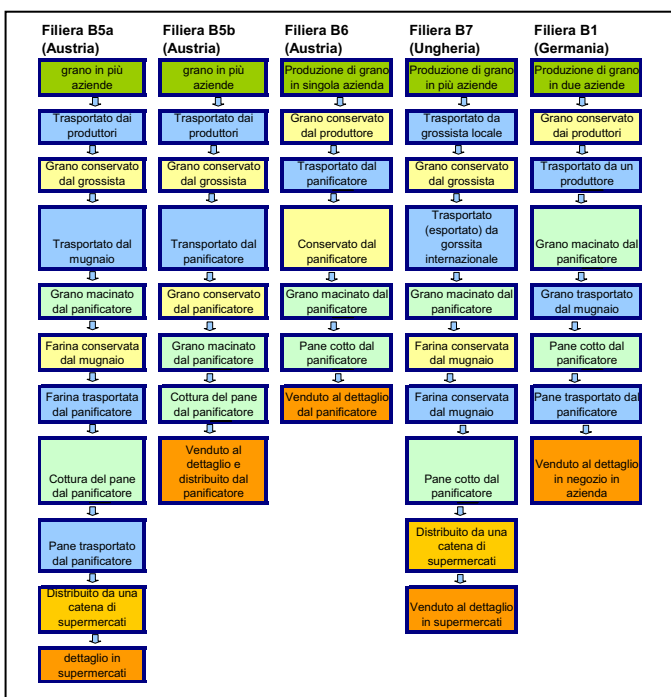 Filiera B5a
(Austria)
grano in più
aziende
Trasportato dai
produttori
Grano conservato
dal grossista
Trasportato dal
mugnaio
Grano macinato
dal panificatore
Farina conservata
dal mugnaio
Farina trasportata
dal panificatore
Cottura del pane
dal panificatore
Pane trasportato
dal panificatore
Distribuito da una
catena di
supermercati
dettaglio in
supermercati
Filiera B5b
(Austria)
grano in più
aziende
Trasportato dai
produttori
Grano conservato
dal grossista
Transportato dal
panificatore
Grano conservato
dal panificatore
Grano macinato
dal panificatore
Cottura del pane
dal panificatore
Venduto al
dettaglio e
distribuito dal
panificatore
Filiera B6
(Austria)
Produzione di grano
in singola azienda
Grano conservato
dal produttore
Trasportato dal
panificatore
Conservato dal
panificatore
Grano macinato dal
panificatore
Pane cotto dal
panificatore
Venduto al dettaglio
dal panificatore
Filiera B7
(Ungheria)
Produzione di grano
in più aziende
Trasportato da
grossista locale
Grano conservato
dal grossista
Trasportato
(esportato) da
gorssita
internazionale
Grano macinato dal
panificatore
Farina conservata
dal mugnaio
Farina conservata
dal mugnaio
Pane cotto dal
panificatore
Distribuito da una
catena di
supermercati
Venduto al dettaglio
in supermercati
Filiera B1
(Germania)
Produzione di grano
in due aziende
Grano conservato
dai produttori
Trasportato da un
produttore
Grano macinato dal
panificatore
Grano trasportato
dal mugnaio
Pane cotto dal
panificatore
Pane trasportato dal
panificatore
Venduto al dettaglio
in negozio in
azienda